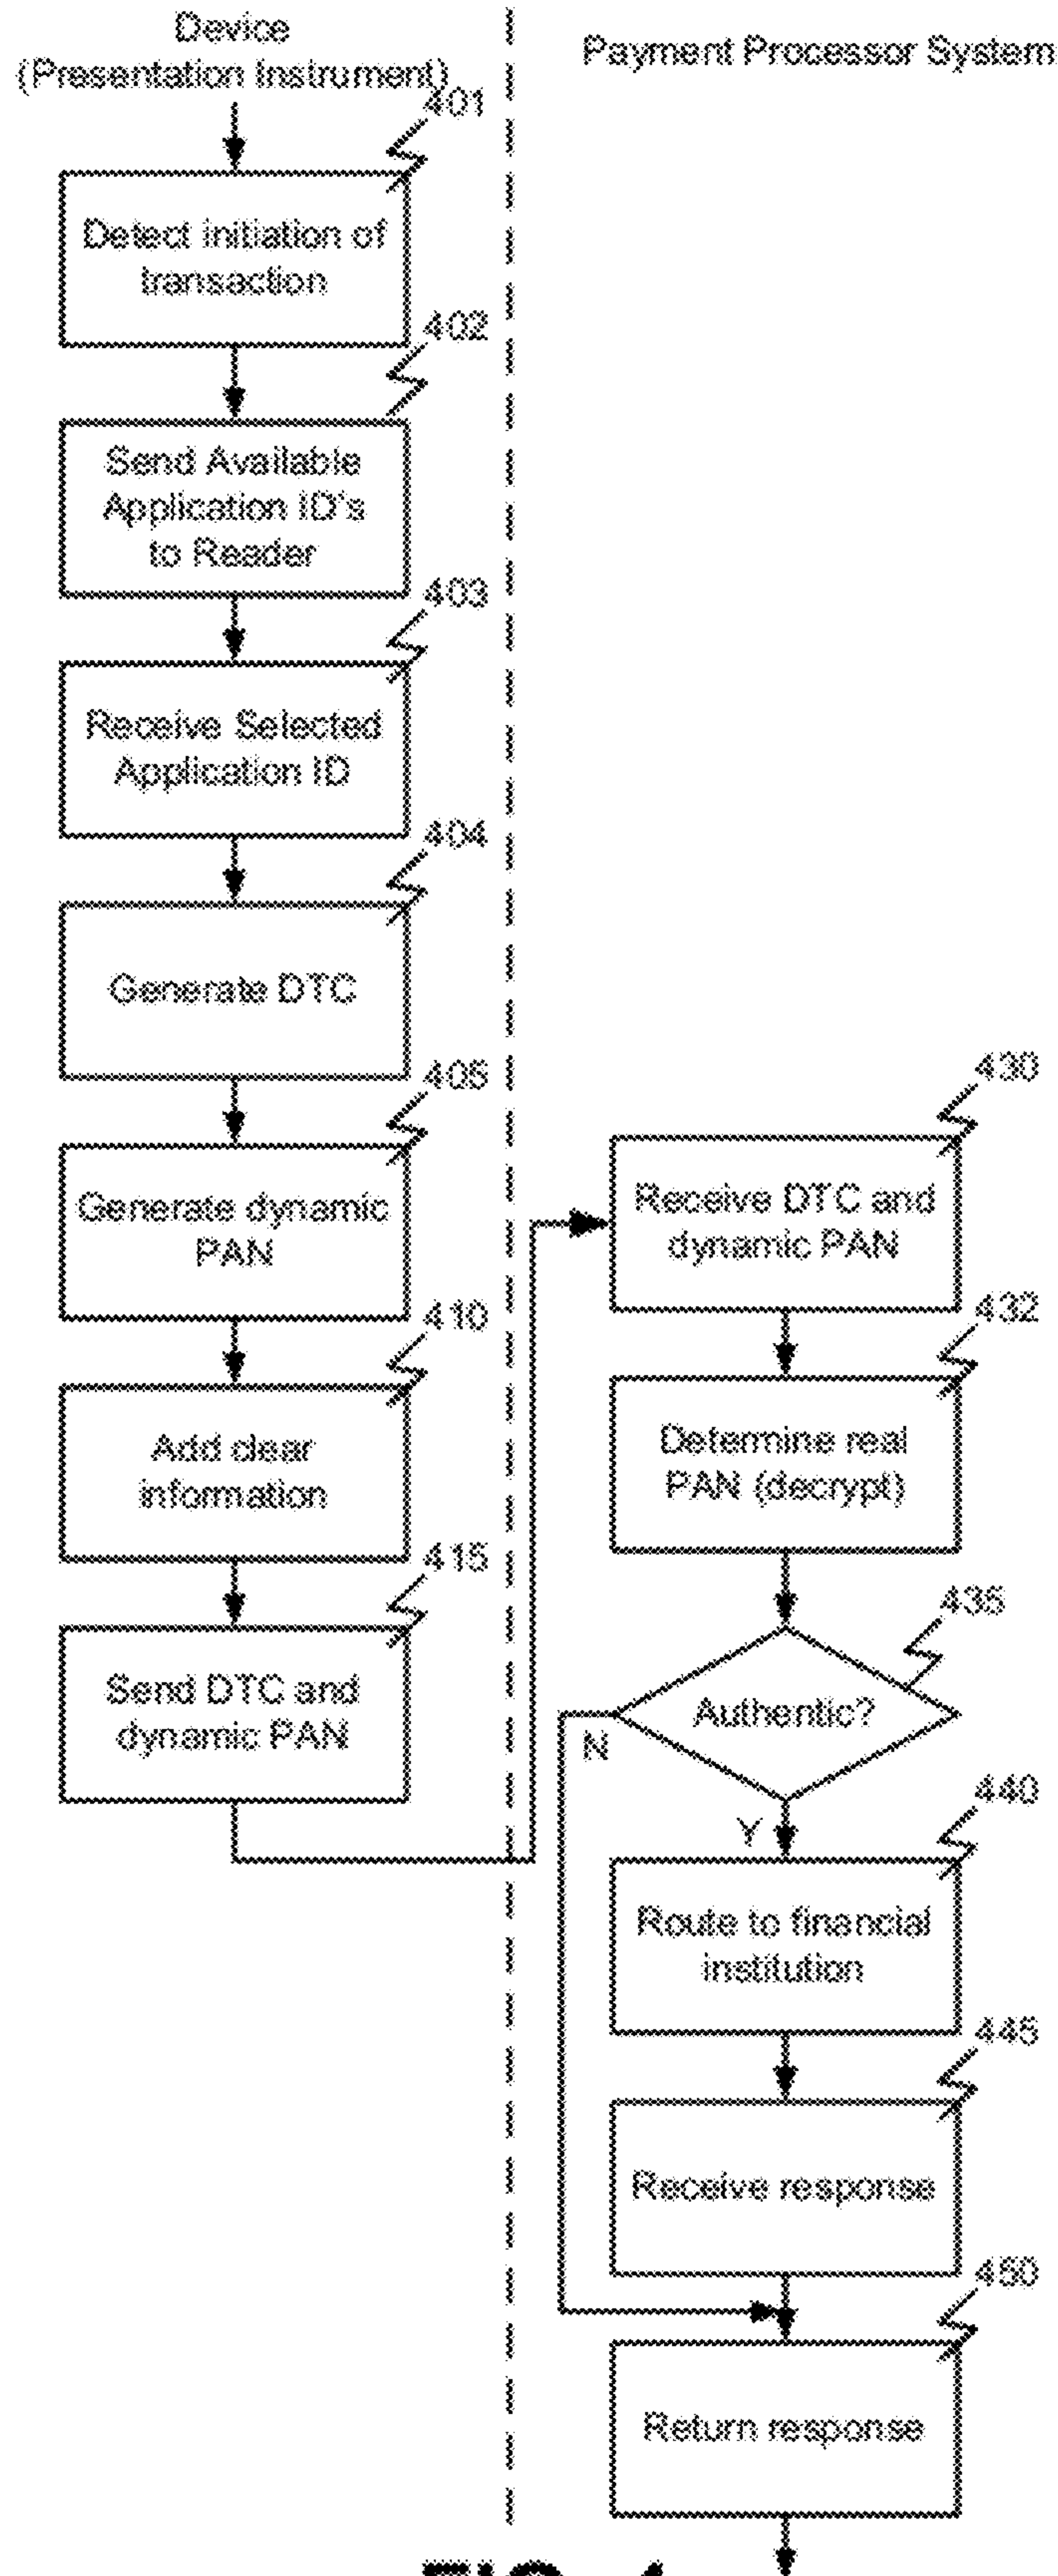 Device
(Presentation Instrument)
Payment Processor System
401
Detect initiation of
transaction
402
Send Available
Application ID's
to Reader
403
Receive Selected
Application ID
404
Generate DTC
405
Generate dynamic
PAN
410
Add clear
information
415
Send DTC and
dynamic PAN
430
Receive DTC and
dynamic PAN
432
Determine real
PAN (decrypt)
435
Authentic?
N
Y
440
Route to financial
institution
445
Receive response
450
Return response